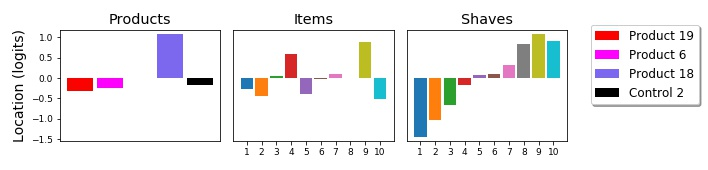 Products
Items
Shaves
Location (logits)
1.0
0.5
0.0
−0.5
−1.0
−1.5
1 2 3 4 5 6 7 8 9 10
1 2 3 4 5 6 7 8 9 10
Product 19
Product 6
Product 18
Control 2